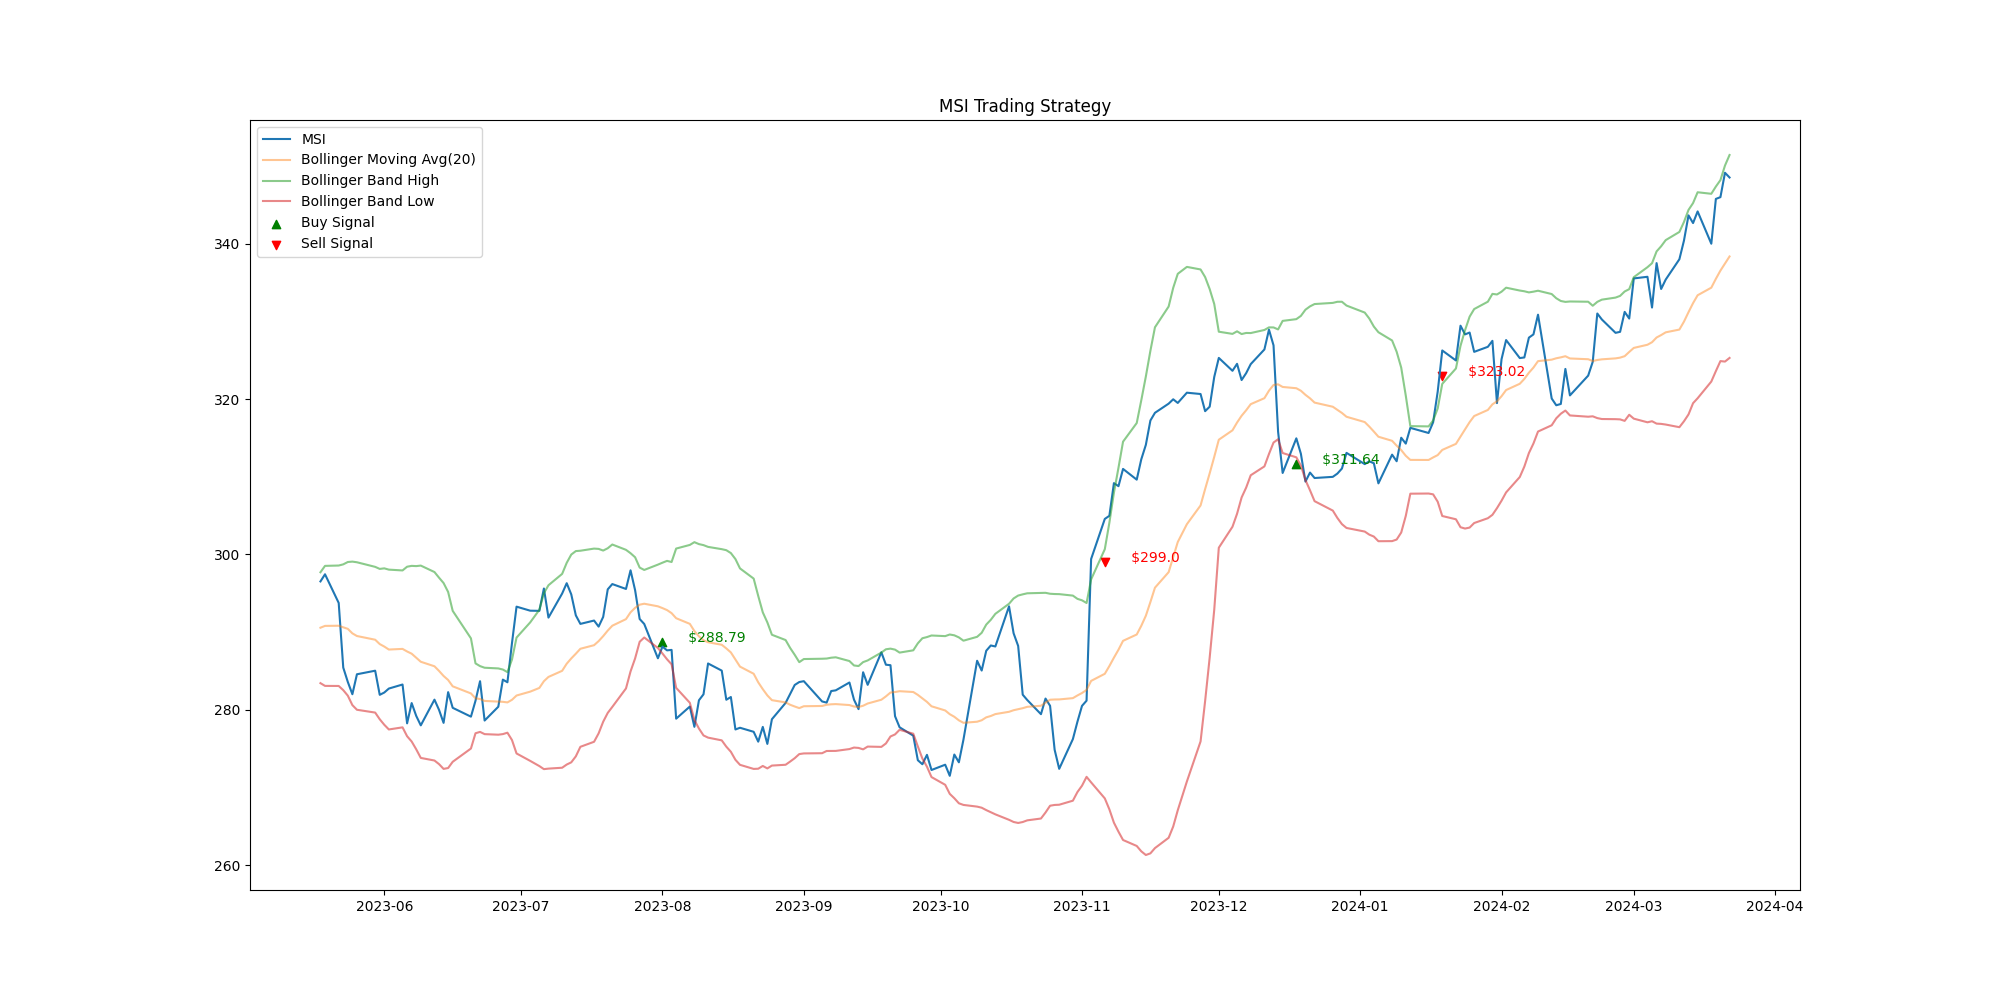 MSI Trading Strategy
MSI
Bollinger Moving Avg(20)
Bollinger Band High
Bollinger Band Low
Buy Signal
Sell Signal
340
320
300
280
260
$288.79
$299.0
$311.64
$323.02
2023-06
2023-07
2023-08
2023-09
2023-10
2023-11
2023-12
2024-01
2024-02
2024-03
2024-04